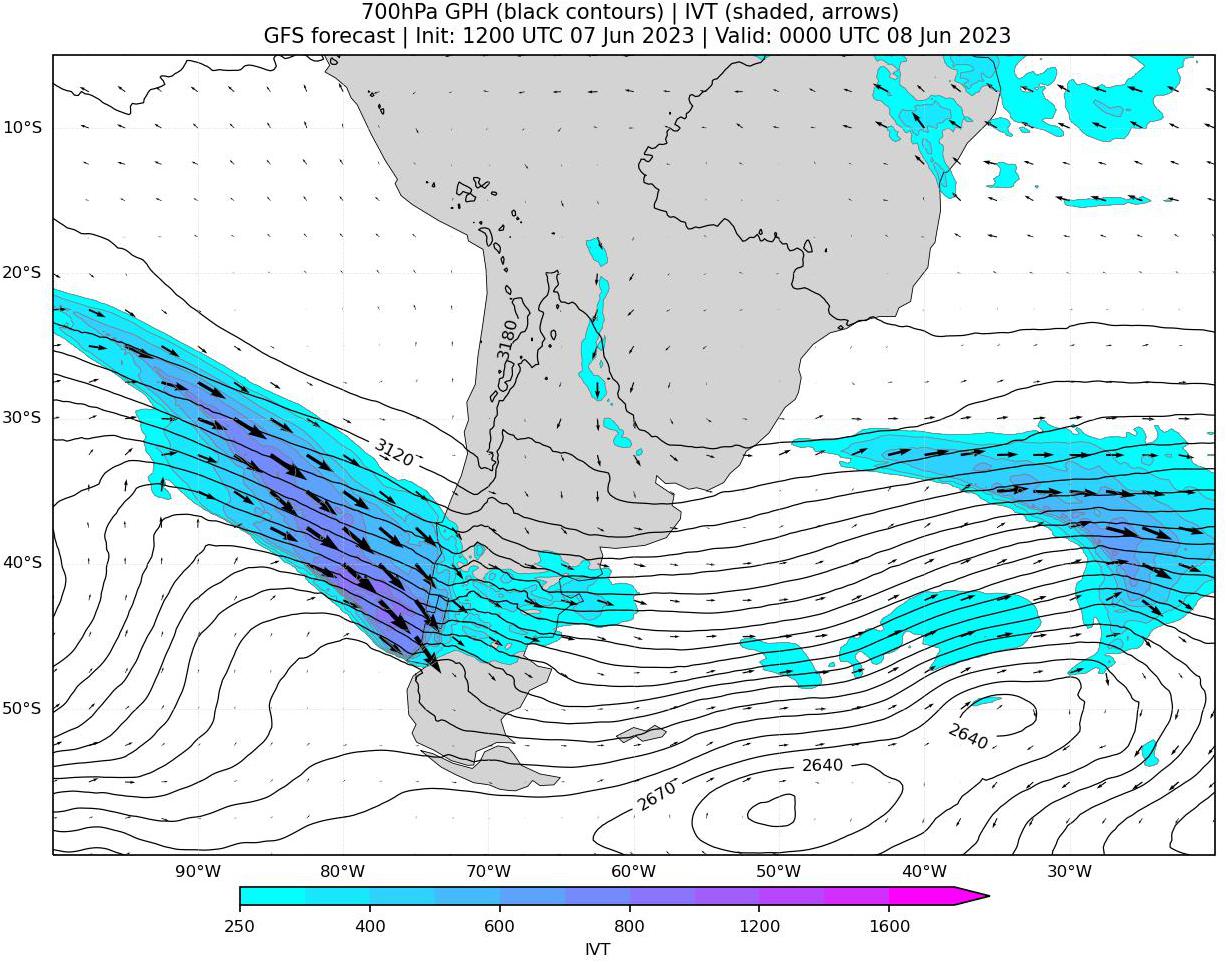 700hPa GPH (black contours) | IVT (shaded, arrows)
GFS forecast | Init: 1200 UTC 07 Jun 2023 | Valid: 0000 UTC 08 Jun 2023
10°S
20°S
3180
30°S
3120
40°S
50°S
2640
2640
2670
90°W 80°W 70°W 60°W 50°W 40°W 30°W
250 400 600 800 1200 1600
IVT